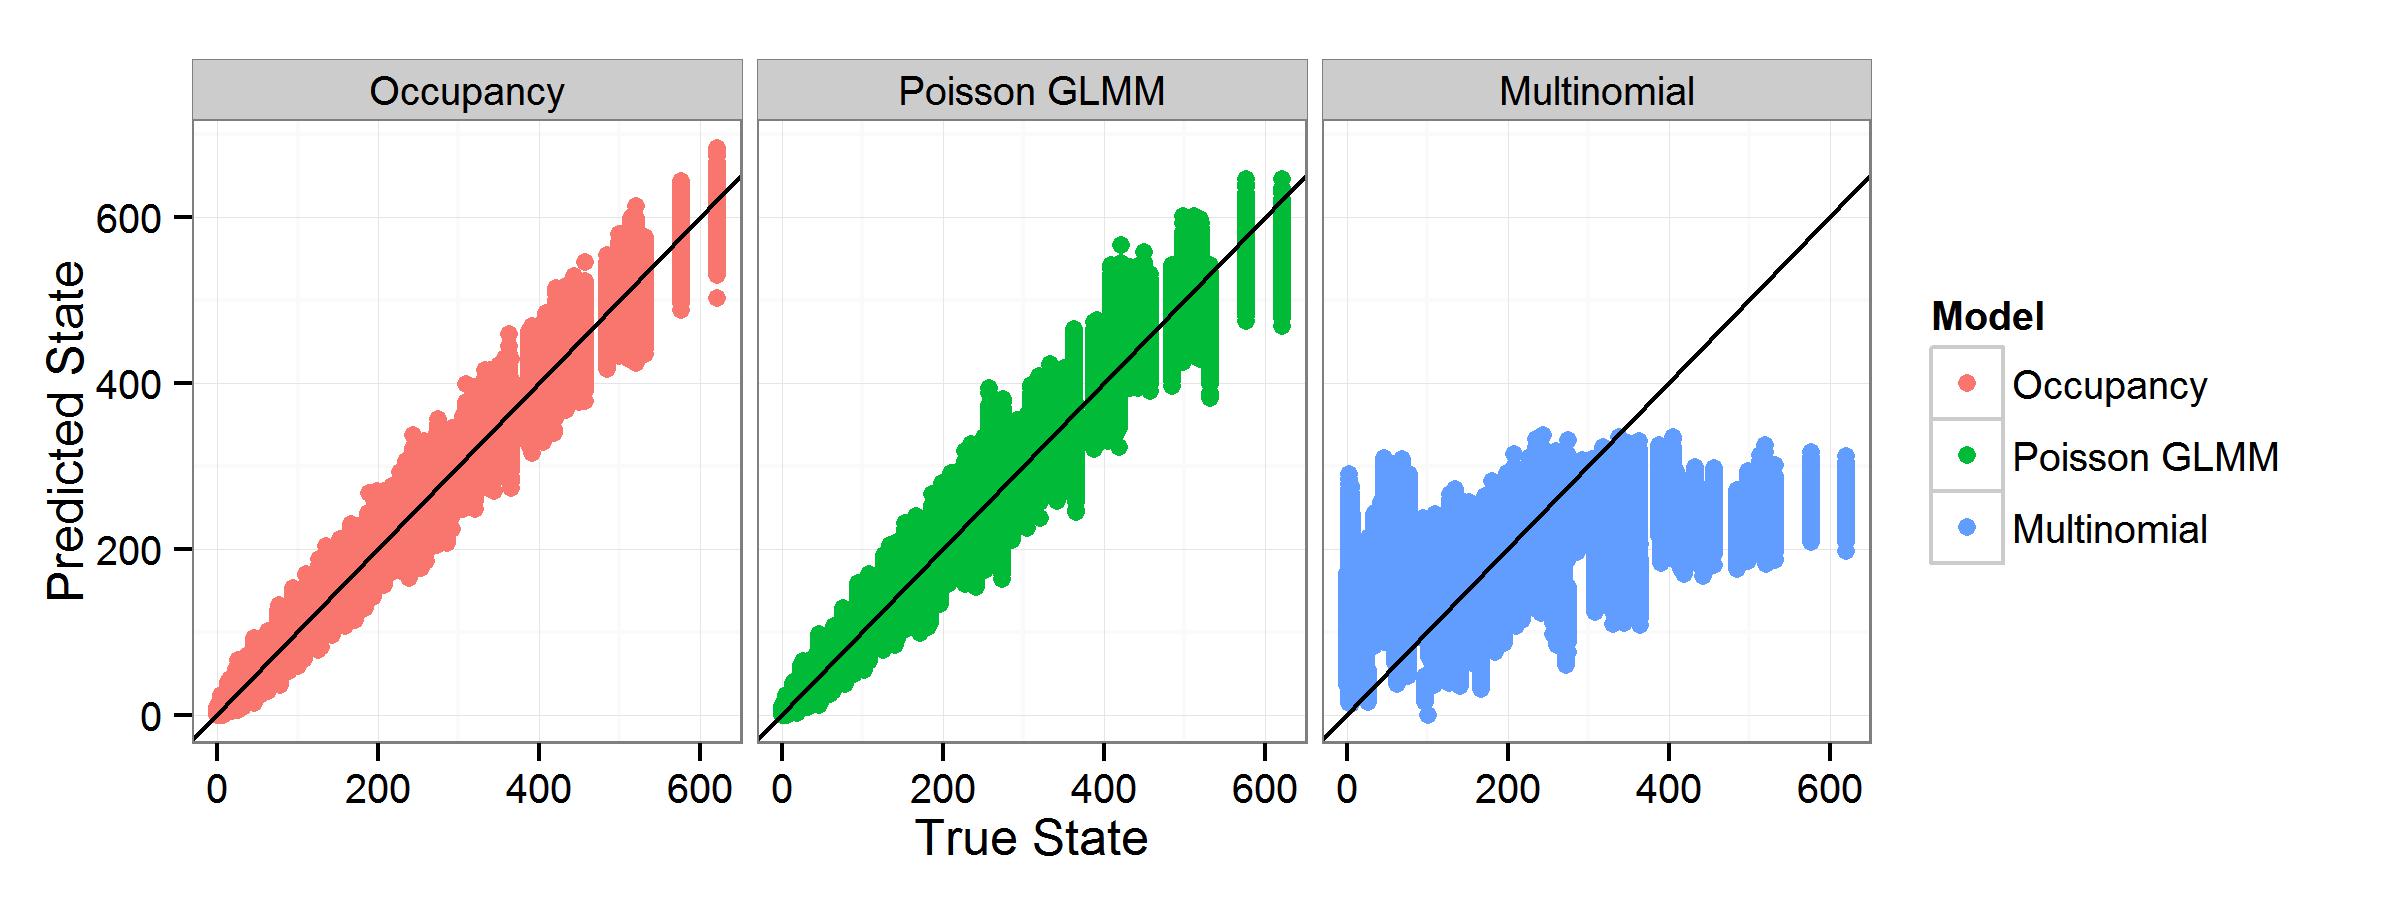 Occupancy
Poisson GLMM
Multinomial
Predicted State
600
400
200
0
0 200 400 600
0 200 400 600
0 200 400 600
True State
Model
Occupancy
Poisson GLMM
Multinomial